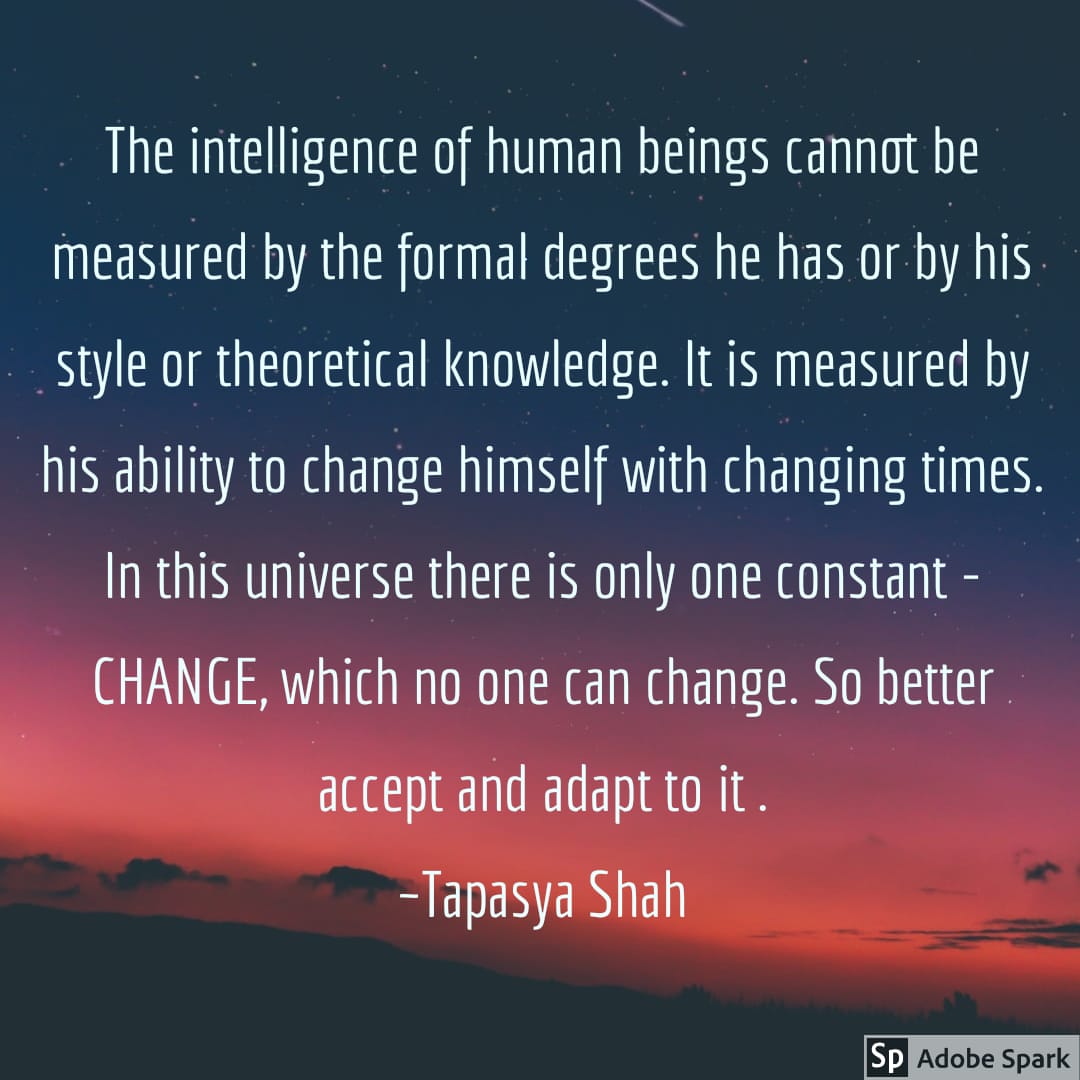 The intelligence of human beings cannot be
measured by the formal degrees he has or by his
style or theoretical knowledge. It is measured by
his ability to change himself with changing times.
In this universe there is only one constant -
CHANGE, which no one can change. So better
accept and adapt to it .
-Tapasya Shah
Sp Adobe Spark